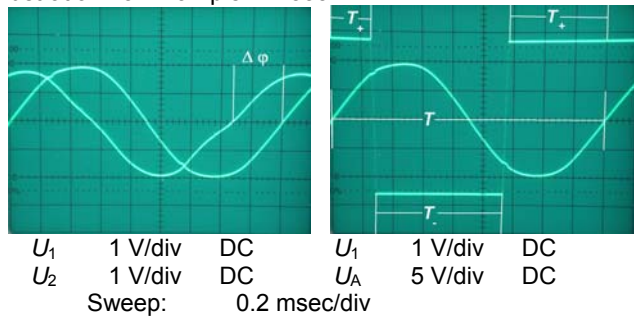 T₊ T₊
Δ φ
T
T₋
U₁ 1 V/div DC U₁ 1 V/div DC
U₂ 1 V/div DC U_A 5 V/div DC
Sweep: 0.2 msec/div